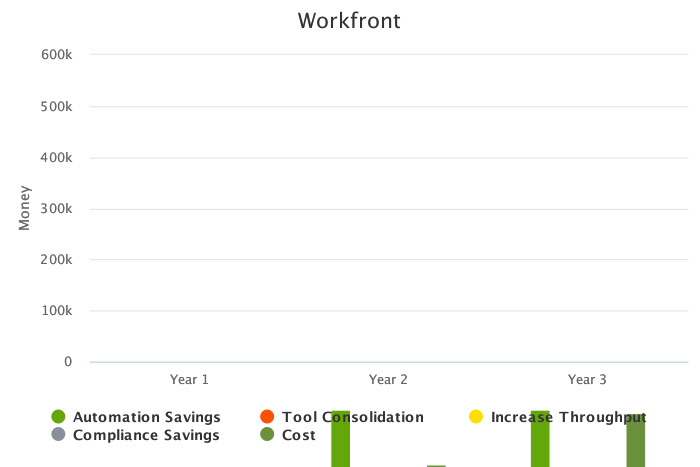 Workfront
600k
500k
400k
300k
200k
100k
0
Money
Year 1 Year 2 Year 3
Automation Savings Tool Consolidation Increase Throughput
Compliance Savings Cost